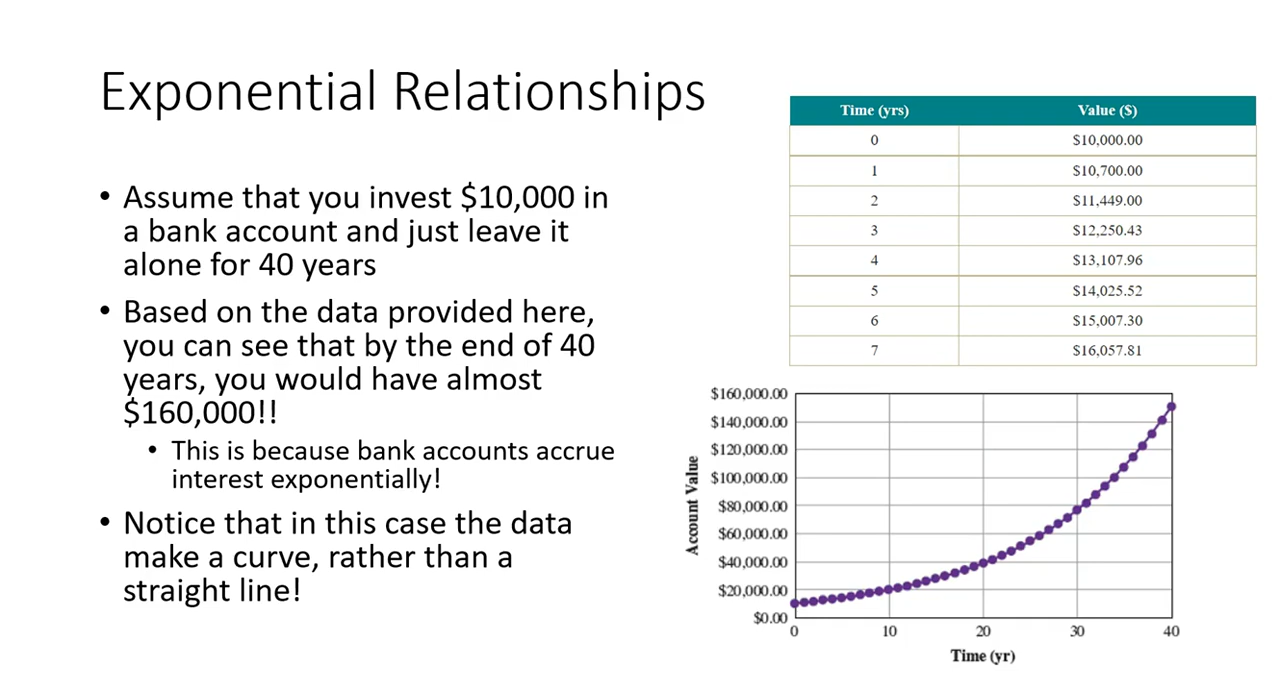 Exponential Relationships
• Assume that you invest $10,000 in
a bank account and just leave it
alone for 40 years
• Based on the data provided here,
you can see that by the end of 40
years, you would have almost
$160,000!!
• This is because bank accounts accrue
interest exponentially!
• Notice that in this case the data
make a curve, rather than a
straight line!
Time (yrs) Value ($)
0 $10,000.00
1 $10,700.00
2 $11,449.00
3 $12,250.43
4 $13,107.96
5 $14,025.52
6 $15,007.30
7 $16,057.81
Account Value
$160,000.00
$140,000.00
$120,000.00
$100,000.00
$80,000.00
$60,000.00
$40,000.00
$20,000.00
$0.00
0 10 20 30 40
Time (yr)